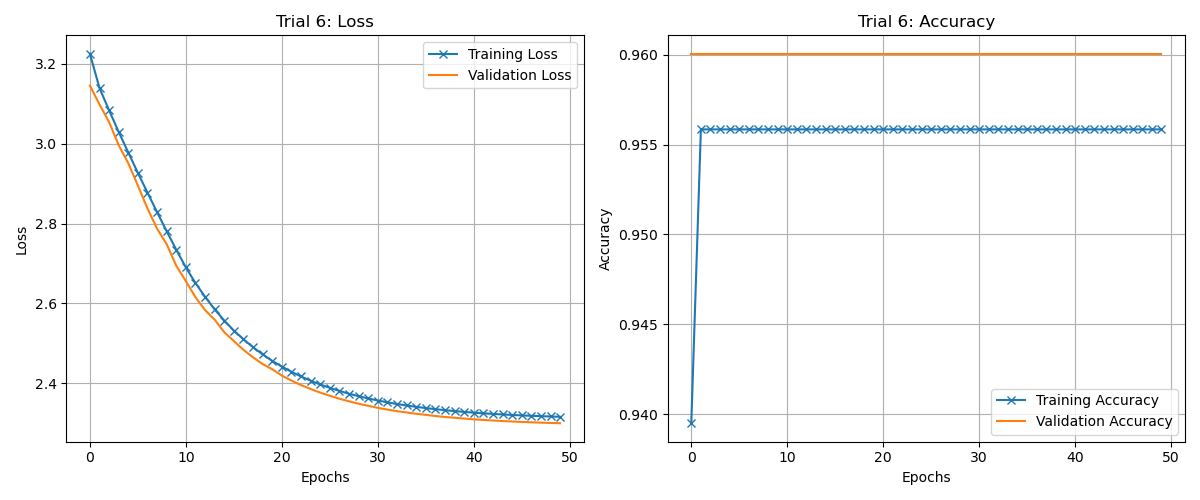 Trial 6: Loss
3.2
3.0
2.8
2.6
2.4
Loss
0
10
20
30
40
50
Epochs
Training Loss
Validation Loss
Trial 6: Accuracy
0.960
0.955
0.950
0.945
0.940
Accuracy
0
10
20
30
40
50
Epochs
Training Accuracy
Validation Accuracy